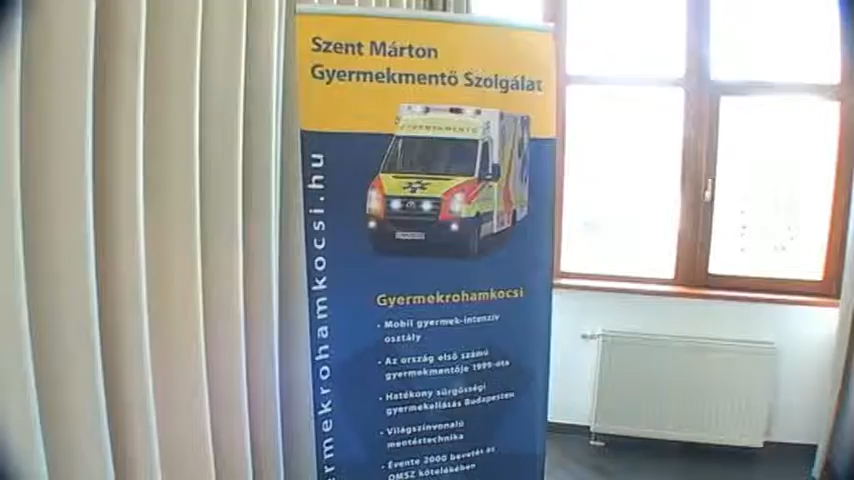 Szent Márton
Gyermekmentő Szolgálat
GYERMEKMENTŐ
ermekrohamkocsi.hu
Gyermekrohamkocsi
• Mobil gyermek-intenzív
osztály
• Az ország első számú
gyermekmentője 1999-óta
• Hatékony sürgősségi
gyermekellátás Budapesten
• Világszínvonalú
mentéstechnika
• Évente 2000 bevetés az
OMSZ kötelékében